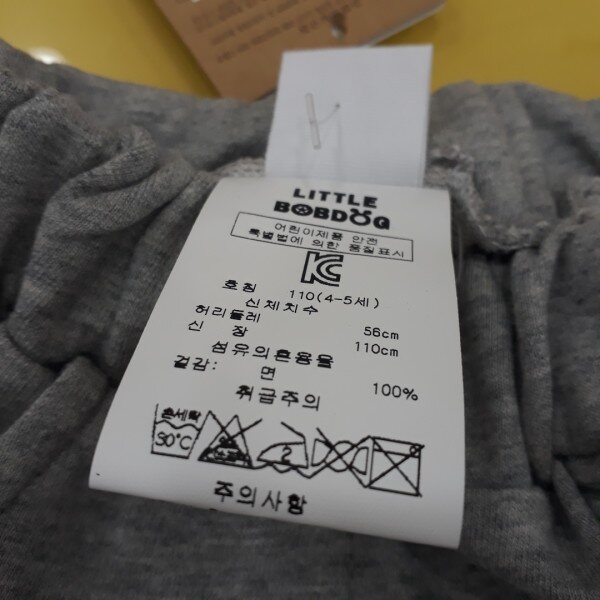 LITTLE
BOBDOG
어린이제품 안전
특별법에 의한 품질표시
KC
호칭 110(4-5세)
신체치수
허리둘레 56cm
신 장 110cm
섬유의혼용율
겉감: 면 100%
취급주의
손세탁
30°C
2
주의사항